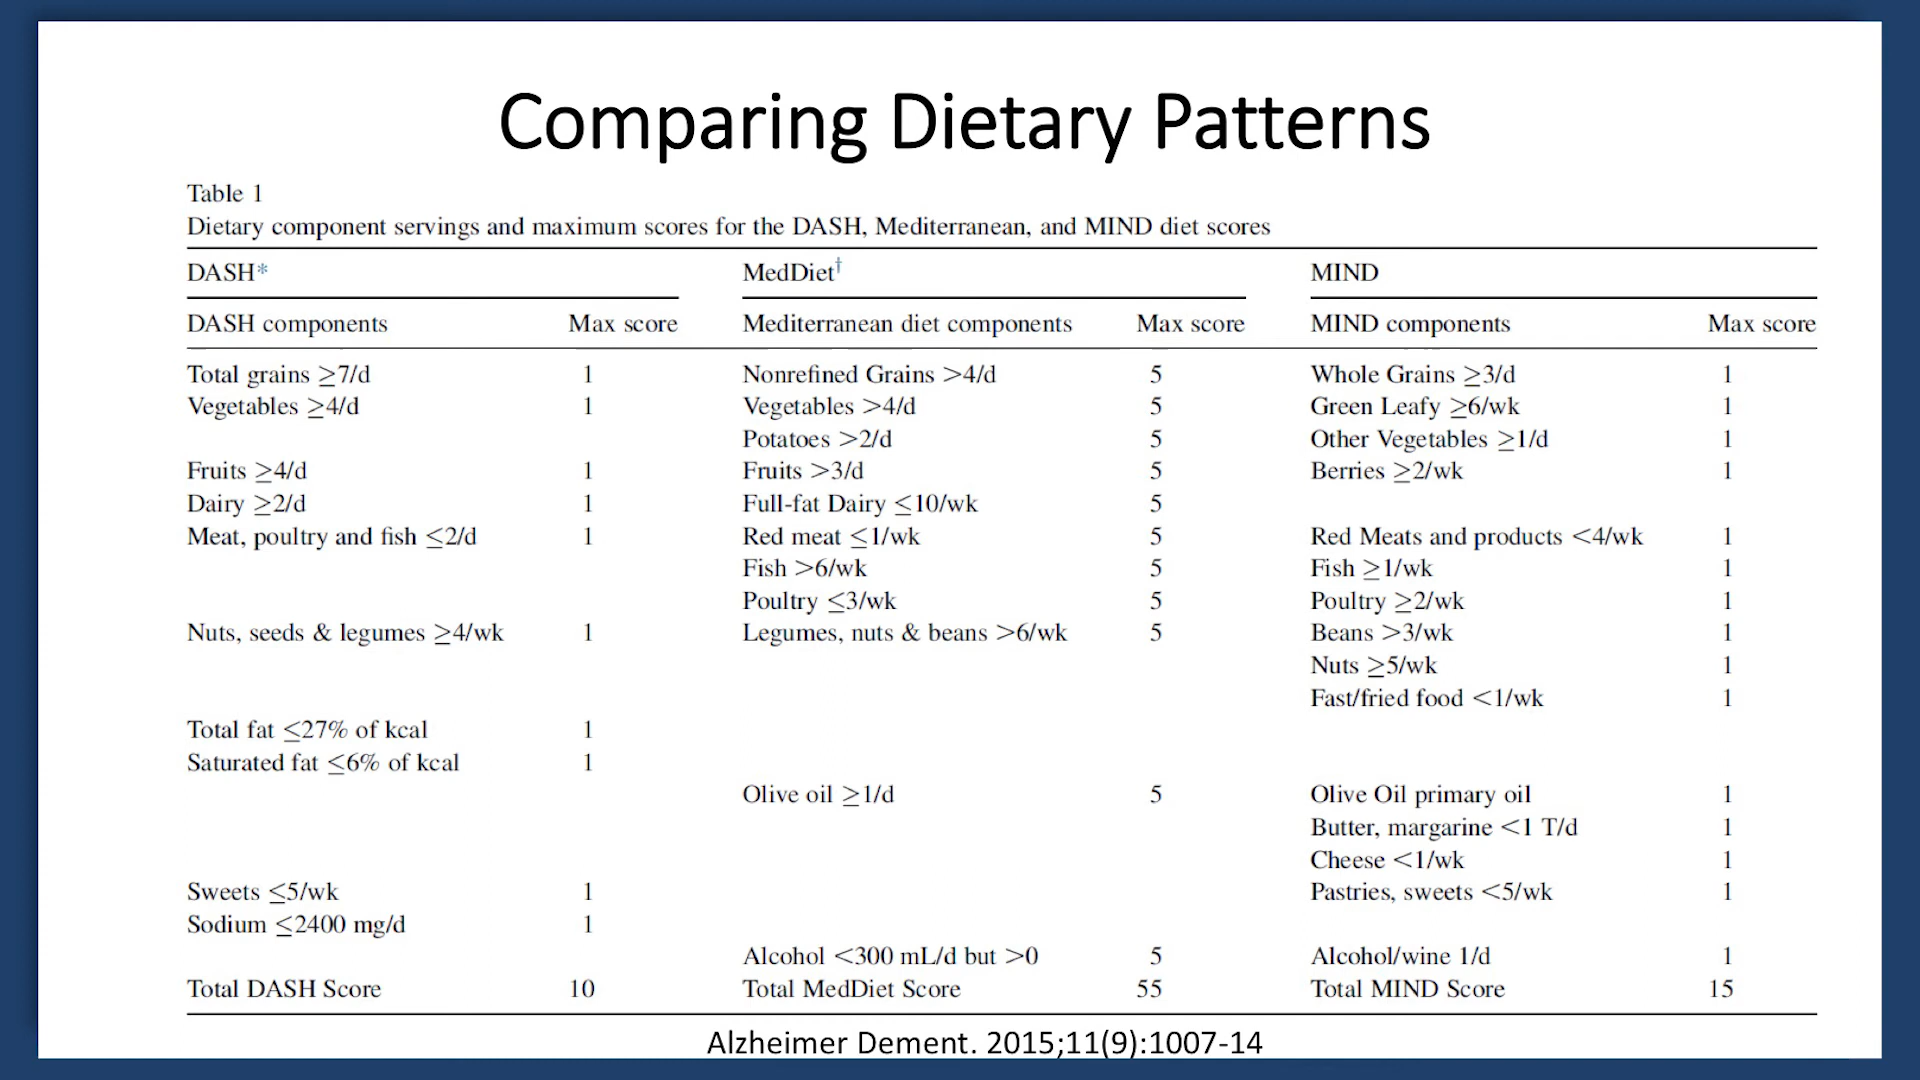 Comparing Dietary Patterns
Table 1
Dietary component servings and maximum scores for the DASH, Mediterranean, and MIND diet scores
DASH* MedDiet† MIND
DASH components Max score Mediterranean diet components Max score MIND components Max score
Total grains ≥7/d 1 Nonrefined Grains >4/d 5 Whole Grains ≥3/d 1
Vegetables ≥4/d 1 Vegetables >4/d 5 Green Leafy ≥6/wk 1
Potatoes >2/d 5 Other Vegetables ≥1/d 1
Fruits ≥4/d 1 Fruits >3/d 5 Berries ≥2/wk 1
Dairy ≥2/d 1 Full-fat Dairy ≤10/wk 5
Meat, poultry and fish ≤2/d 1 Red meat ≤1/wk 5 Red Meats and products <4/wk 1
Fish >6/wk 5 Fish ≥1/wk 1
Poultry ≤3/wk 5 Poultry ≥2/wk 1
Nuts, seeds & legumes ≥4/wk 1 Legumes, nuts & beans >6/wk 5 Beans >3/wk 1
Nuts ≥5/wk 1
Fast/fried food <1/wk 1
Total fat ≤27% of kcal 1
Saturated fat ≤6% of kcal 1
Olive oil ≥1/d 5 Olive Oil primary oil 1
Butter, margarine <1 T/d 1
Cheese <1/wk 1
Sweets ≤5/wk 1 Pastries, sweets <5/wk 1
Sodium ≤2400 mg/d 1
Alcohol <300 mL/d but >0 5 Alcohol/wine 1/d 1
Total DASH Score 10 Total MedDiet Score 55 Total MIND Score 15
Alzheimer Dement. 2015;11(9):1007-14